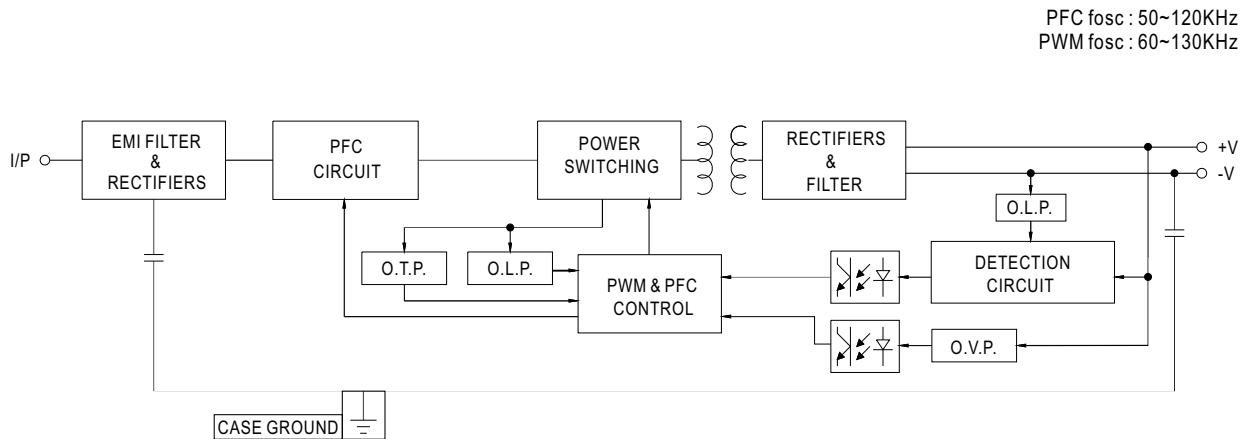 PFC fosc : 50~120KHz
PWM fosc : 60~130KHz
I/P
EMI FILTER
&
RECTIFIERS
PFC
CIRCUIT
POWER
SWITCHING
RECTIFIERS
&
FILTER
+V
-V
O.L.P.
O.T.P.
O.L.P.
PWM & PFC
CONTROL
DETECTION
CIRCUIT
O.V.P.
CASE GROUND